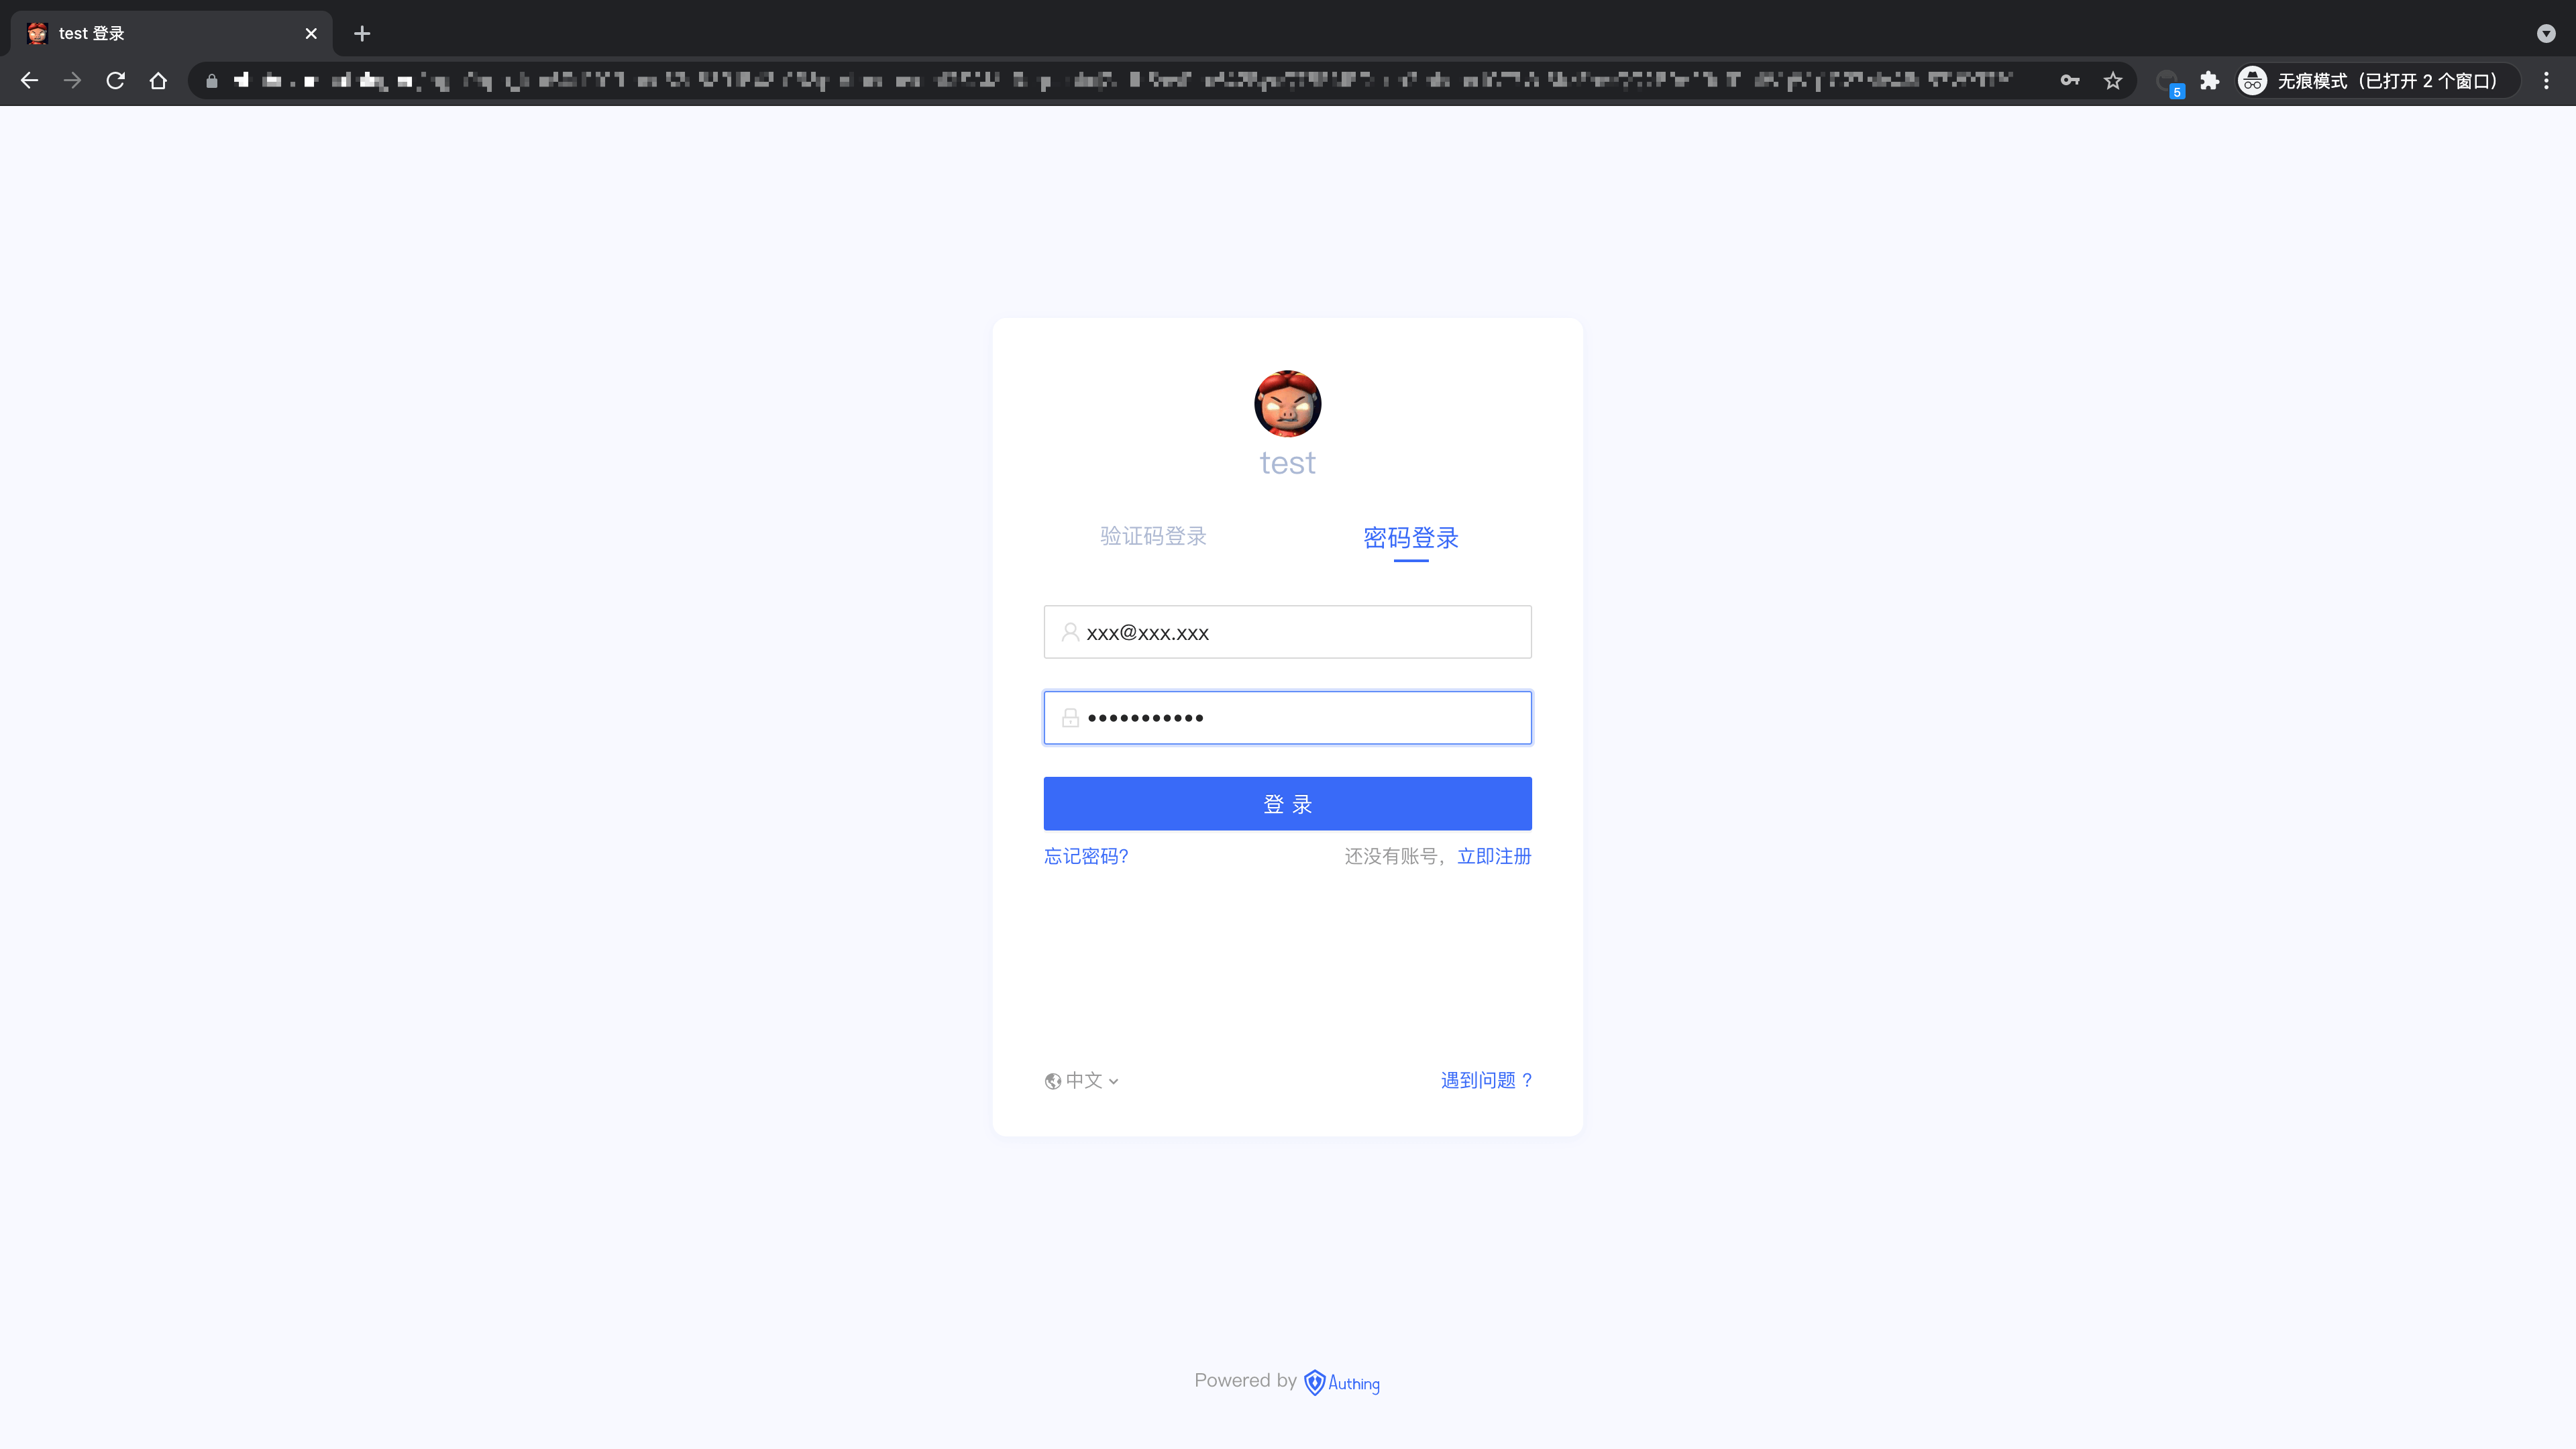 test 登录
5
无痕模式（已打开 2 个窗口）
test
验证码登录 密码登录
xxx@xxx.xxx
•••••••••••
登 录
忘记密码? 还没有账号，立即注册
中文 遇到问题 ?
Powered by Authing